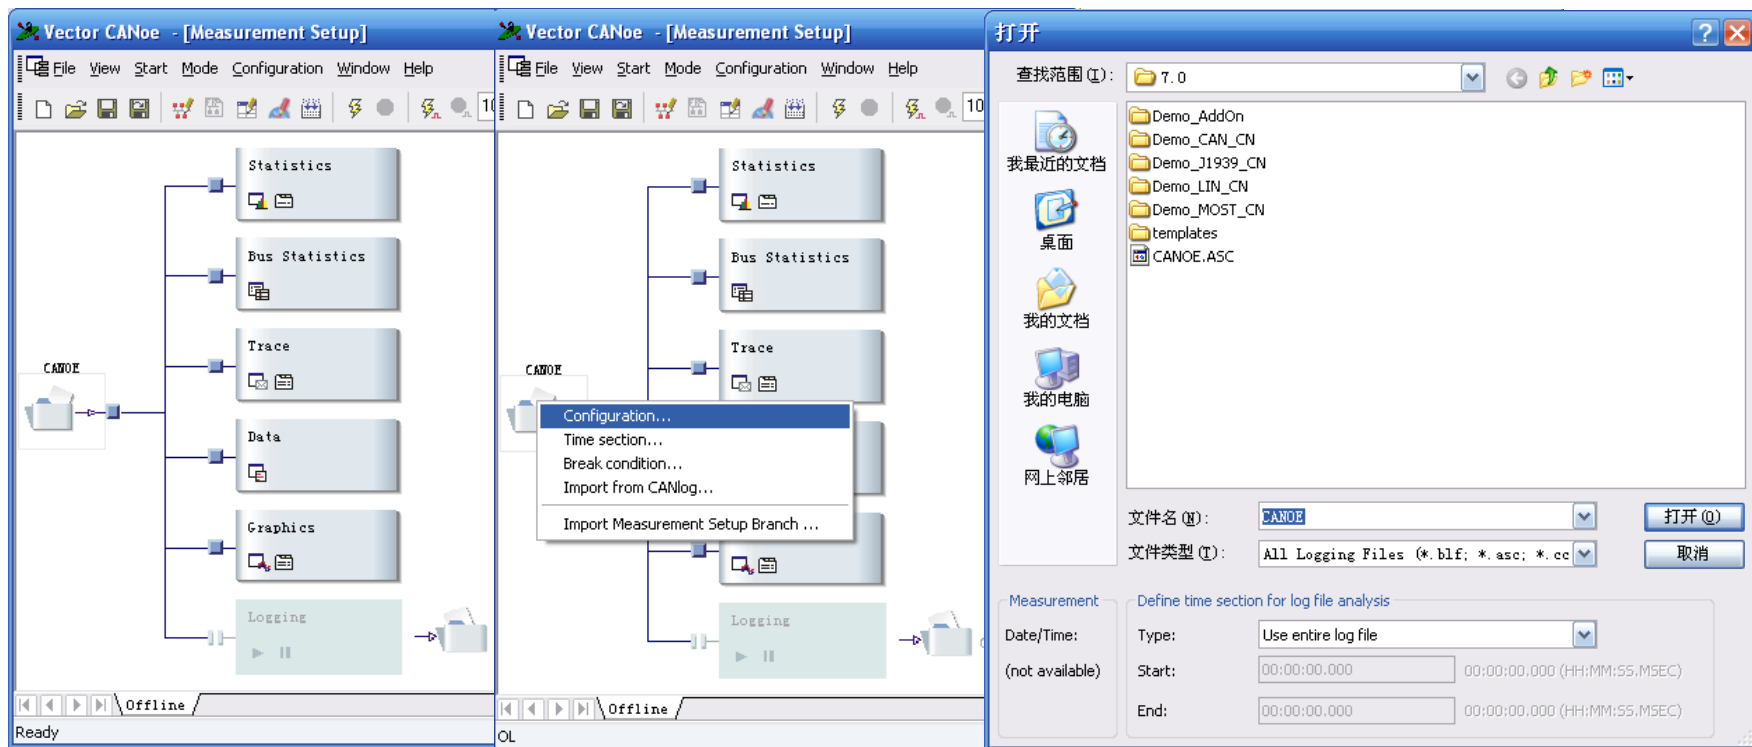 Vector CANoe - [Measurement Setup]
File View Start Mode Configuration Window Help
CANOE
Statistics
Bus Statistics
Trace
Data
Graphics
Logging
Offline
Ready
Vector CANoe - [Measurement Setup]
File View Start Mode Configuration Window Help
10
CANOE
Statistics
Bus Statistics
Trace
Configuration...
Time section...
Break condition...
Import from CANlog...
Import Measurement Setup Branch ...
Logging
Offline
OL
打开
查找范围(I):
7.0
我最近的文档
桌面
我的文档
我的电脑
网上邻居
Demo_AddOn
Demo_CAN_CN
Demo_J1939_CN
Demo_LIN_CN
Demo_MOST_CN
templates
CANOE.ASC
文件名(N):
CANOE
打开(O)
文件类型(T):
All Logging Files (*.blf; *.asc; *.cc
取消
Measurement
Date/Time:
(not available)
Define time section for log file analysis
Type:
Use entire log file
Start:
00:00:00.000
00:00:00.000 (HH:MM:SS.MSEC)
End:
00:00:00.000
00:00:00.000 (HH:MM:SS.MSEC)